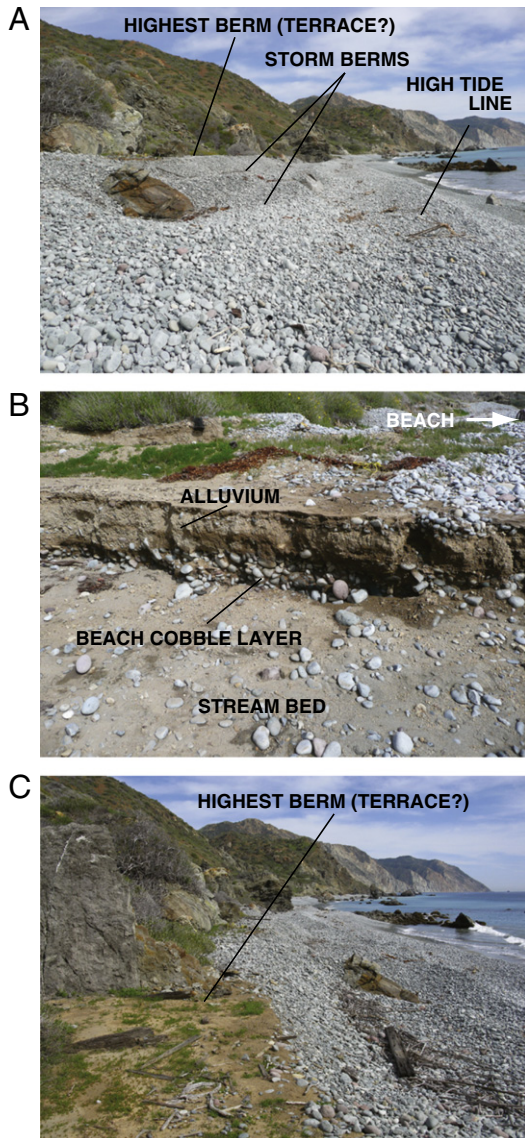 A
HIGHEST BERM (TERRACE?)
STORM BERMS
HIGH TIDE
LINE
B
BEACH
ALLUVIUM
BEACH COBBLE LAYER
STREAM BED
C
HIGHEST BERM (TERRACE?)